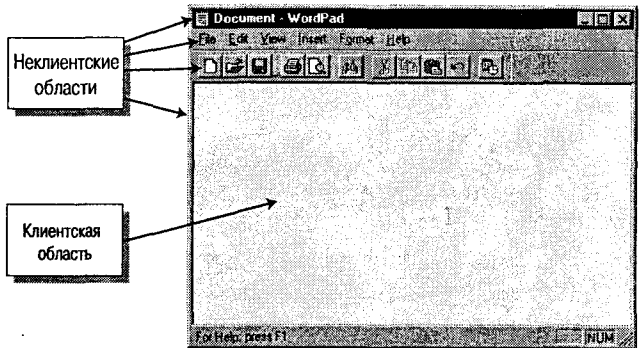 Document - WordPad
File Edit View Insert Format Help
Неклиентские
области
Клиентская
область
For Help, press F1
NUM